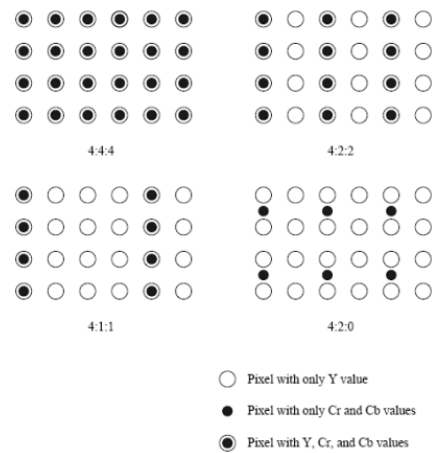 4:4:4
4:2:2
4:1:1
4:2:0
Pixel with only Y value
Pixel with only Cr and Cb values
Pixel with Y, Cr, and Cb values